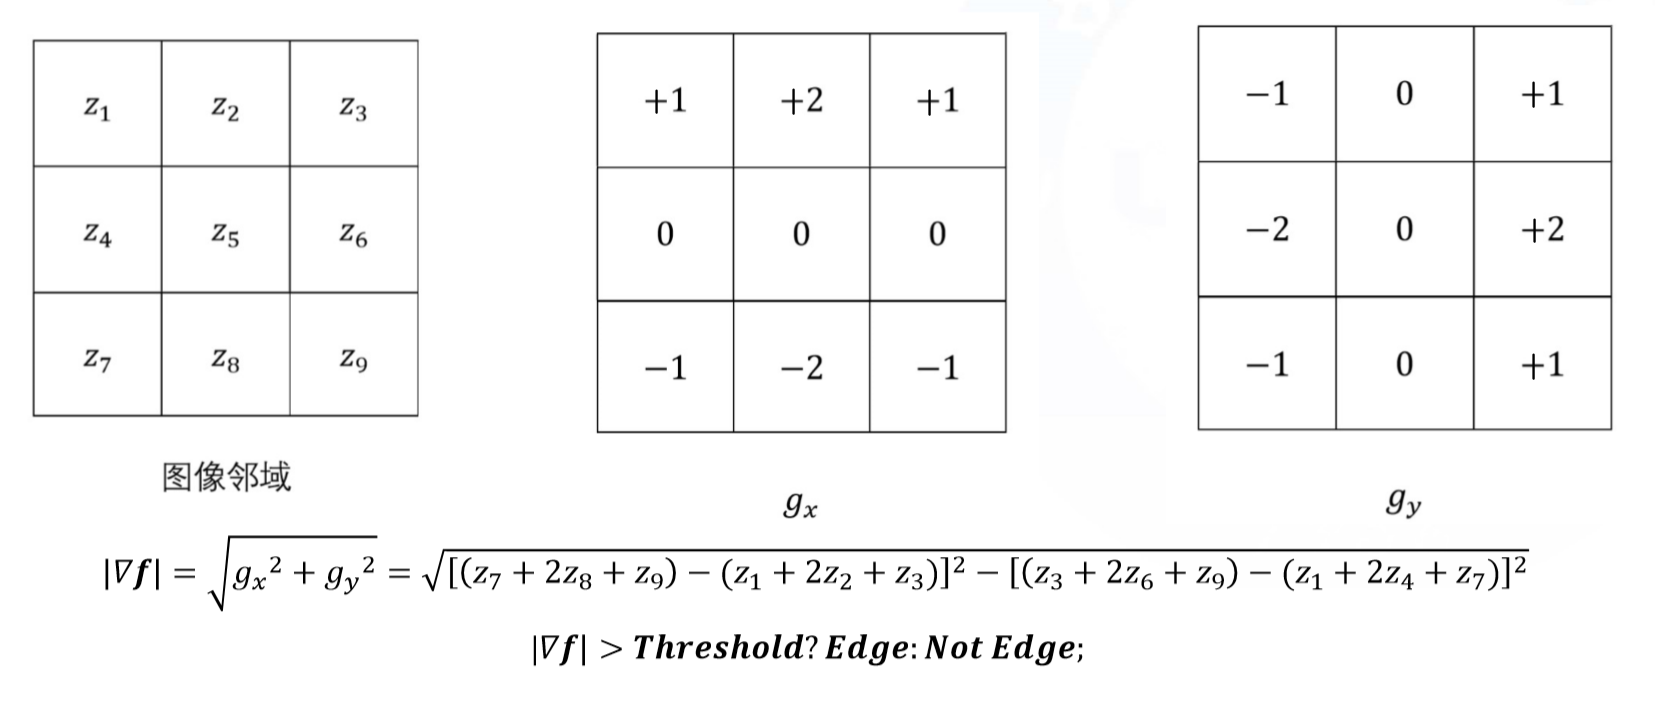 z₁ z₂ z₃
z₄ z₅ z₆
z₇ z₈ z₉
图像邻域
+1 +2 +1
0 0 0
−1 −2 −1
gₓ
−1 0 +1
−2 0 +2
−1 0 +1
g_y
|∇f| = √(gₓ² + g_y²) = √[(z₇ + 2z₈ + z₉) − (z₁ + 2z₂ + z₃)]² − [(z₃ + 2z₆ + z₉) − (z₁ + 2z₄ + z₇)]²
|∇f| > Threshold? Edge: Not Edge;